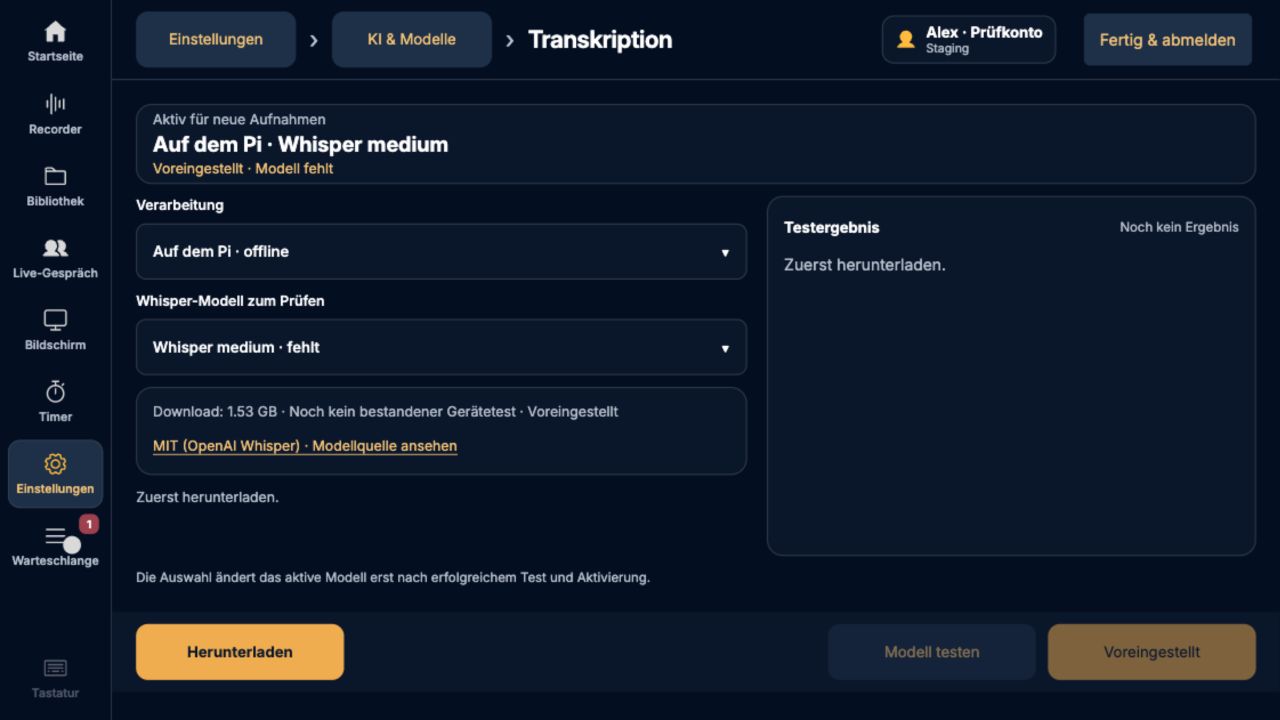 Startseite
Recorder
Bibliothek
Live-Gespräch
Bildschirm
Timer
Einstellungen
1
Warteschlange
Tastatur
Einstellungen › KI & Modelle › Transkription
Alex · Prüfkonto
Staging
Fertig & abmelden
Aktiv für neue Aufnahmen
Auf dem Pi · Whisper medium
Voreingestellt · Modell fehlt
Verarbeitung
Auf dem Pi · offline
Whisper-Modell zum Prüfen
Whisper medium · fehlt
Download: 1.53 GB · Noch kein bestandener Gerätetest · Voreingestellt
MIT (OpenAI Whisper) · Modellquelle ansehen
Zuerst herunterladen.
Testergebnis
Noch kein Ergebnis
Zuerst herunterladen.
Die Auswahl ändert das aktive Modell erst nach erfolgreichem Test und Aktivierung.
Herunterladen
Modell testen
Voreingestellt